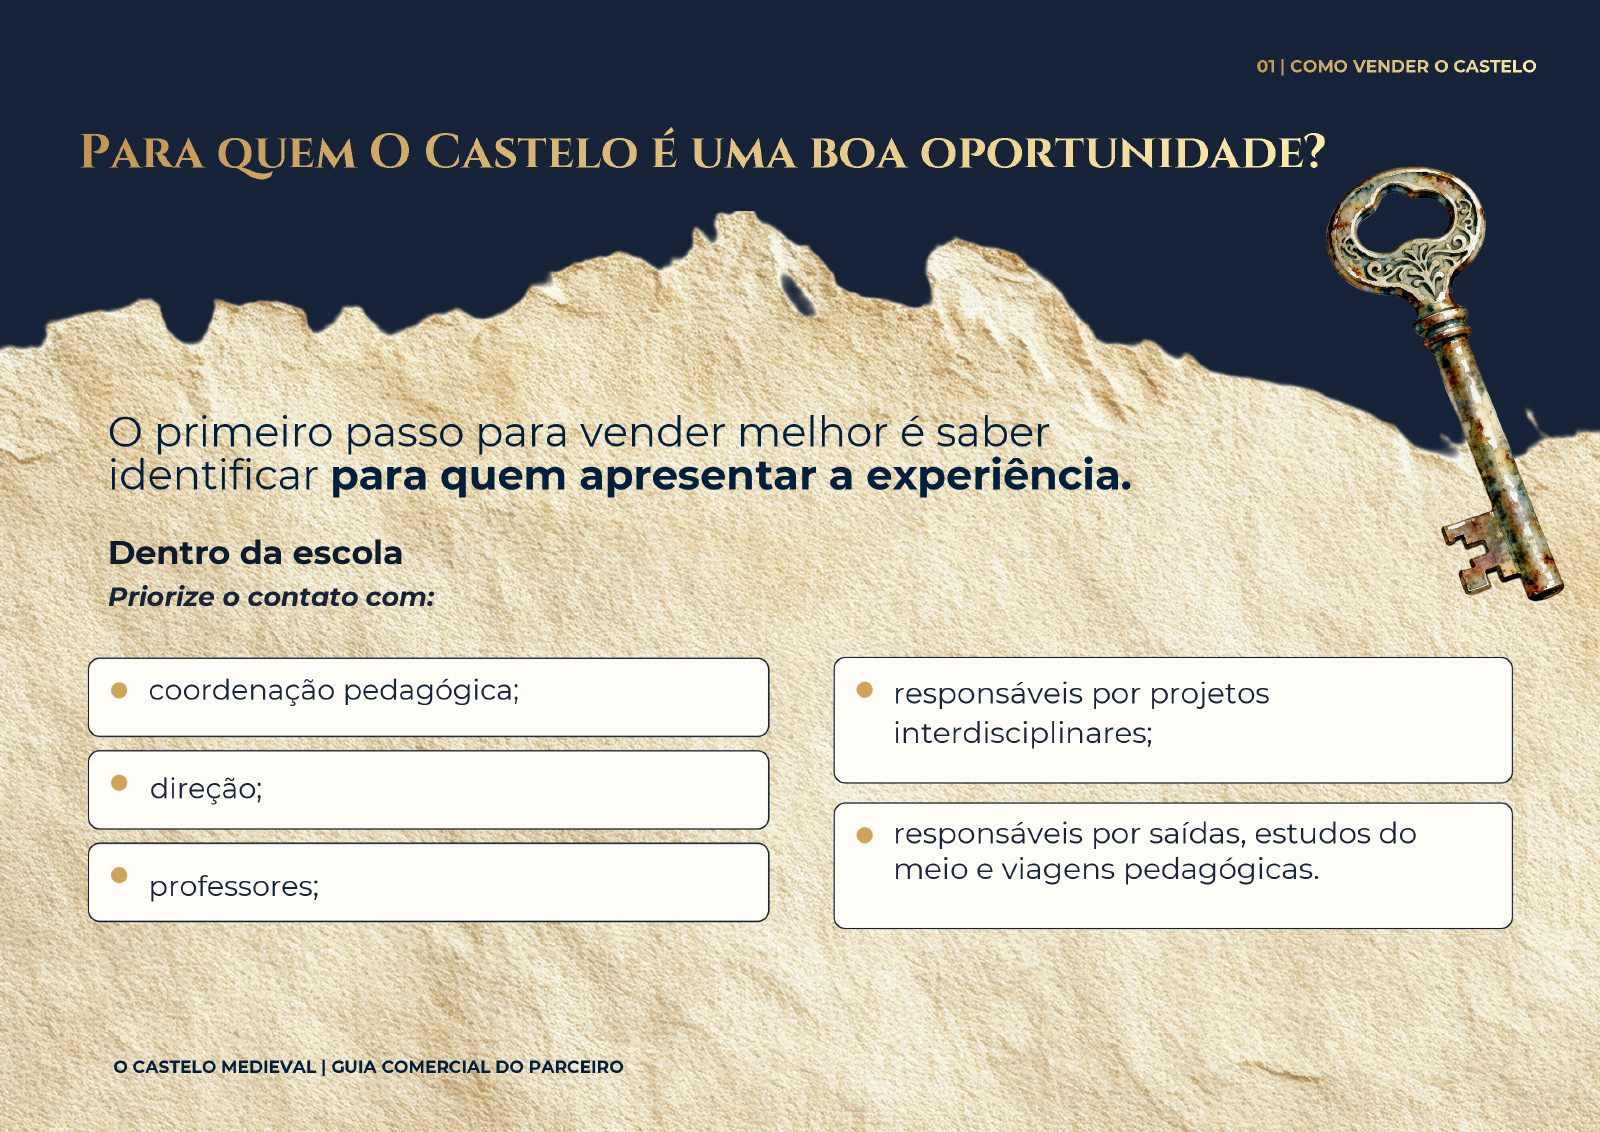 01 | COMO VENDER O CASTELO
PARA QUEM O CASTELO É UMA BOA OPORTUNIDADE?
O primeiro passo para vender melhor é saber
identificar para quem apresentar a experiência.
Dentro da escola
Priorize o contato com:
coordenação pedagógica;
direção;
professores;
responsáveis por projetos
interdisciplinares;
responsáveis por saídas, estudos do
meio e viagens pedagógicas.
O CASTELO MEDIEVAL | GUIA COMERCIAL DO PARCEIRO